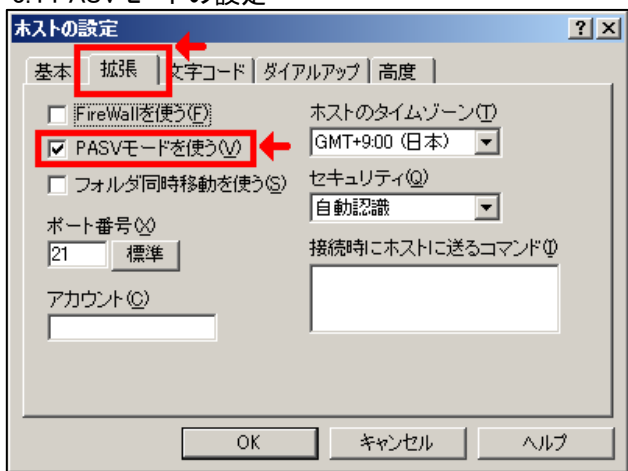 ホストの設定
基本 拡張 文字コード ダイアルアップ 高度
FireWallを使う(F)
PASVモードを使う(V)
フォルダ同時移動を使う(S)
ポート番号(X)
21 標準
アカウント(C)
ホストのタイムゾーン(T)
GMT+9:00 (日本)
セキュリティ(Q)
自動認識
接続時にホストに送るコマンド(I)
OK キャンセル ヘルプ